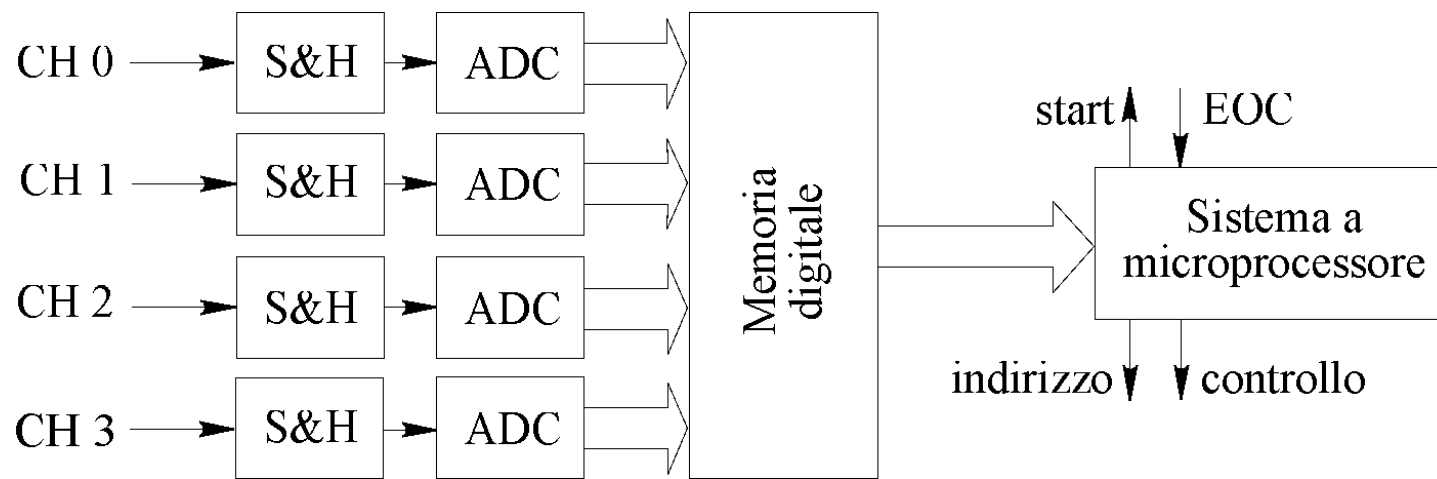 CH 0
S&H
ADC
CH 1
S&H
ADC
CH 2
S&H
ADC
CH 3
S&H
ADC
Memoria
digitale
start
EOC
Sistema a
microprocessore
indirizzo
controllo